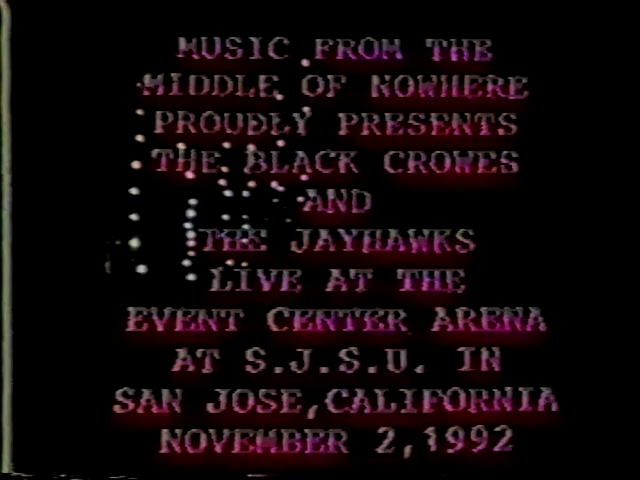 MUSIC FROM THE
MIDDLE OF NOWHERE
PROUDLY PRESENTS
THE BLACK CROWES
AND
THE JAYHAWKS
LIVE AT THE
EVENT CENTER ARENA
AT S.J.S.U. IN
SAN JOSE,CALIFORNIA
NOVEMBER 2,1992